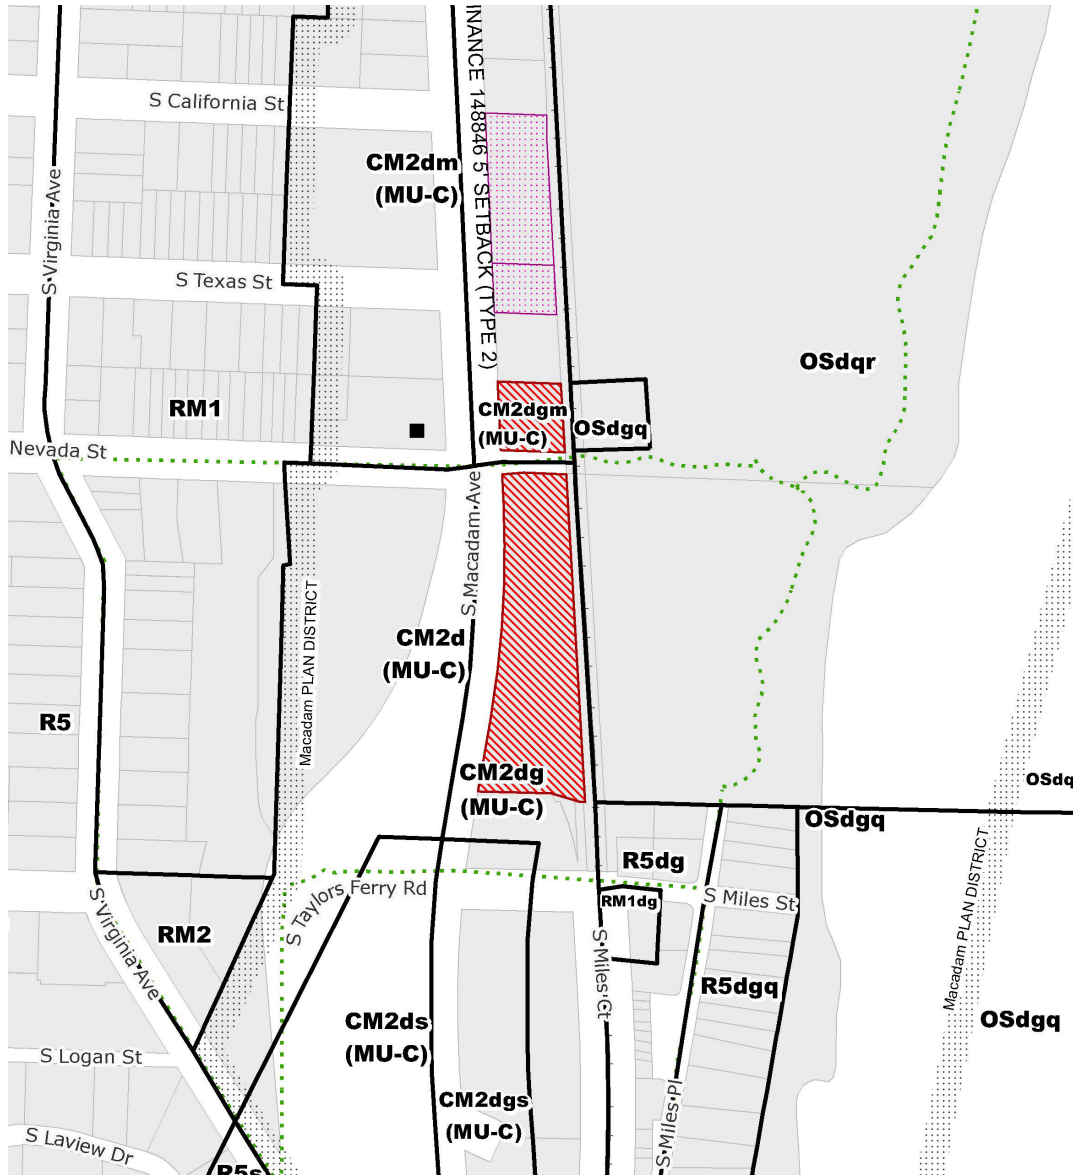 S California St
INANCE 148846 5' SETBACK (TYPE 2)
CM2dm
(MU-C)
S Virginia Ave
S Texas St
OSdqr
RM1
CM2dgm
(MU-C)
OSdgq
Nevada St
S Macadam Ave
Macadam PLAN DISTRICT
CM2d
(MU-C)
R5
CM2dg
(MU-C)
OSdq
OSdgq
Macadam PLAN DISTRICT
R5dg
S Taylors Ferry Rd
RM1dg
S Miles St
S Virginia Ave
RM2
S Miles Ct
R5dgq
OSdgq
CM2ds
(MU-C)
S Logan St
CM2dgs
(MU-C)
S Miles Pl
S Laview Dr
R5s